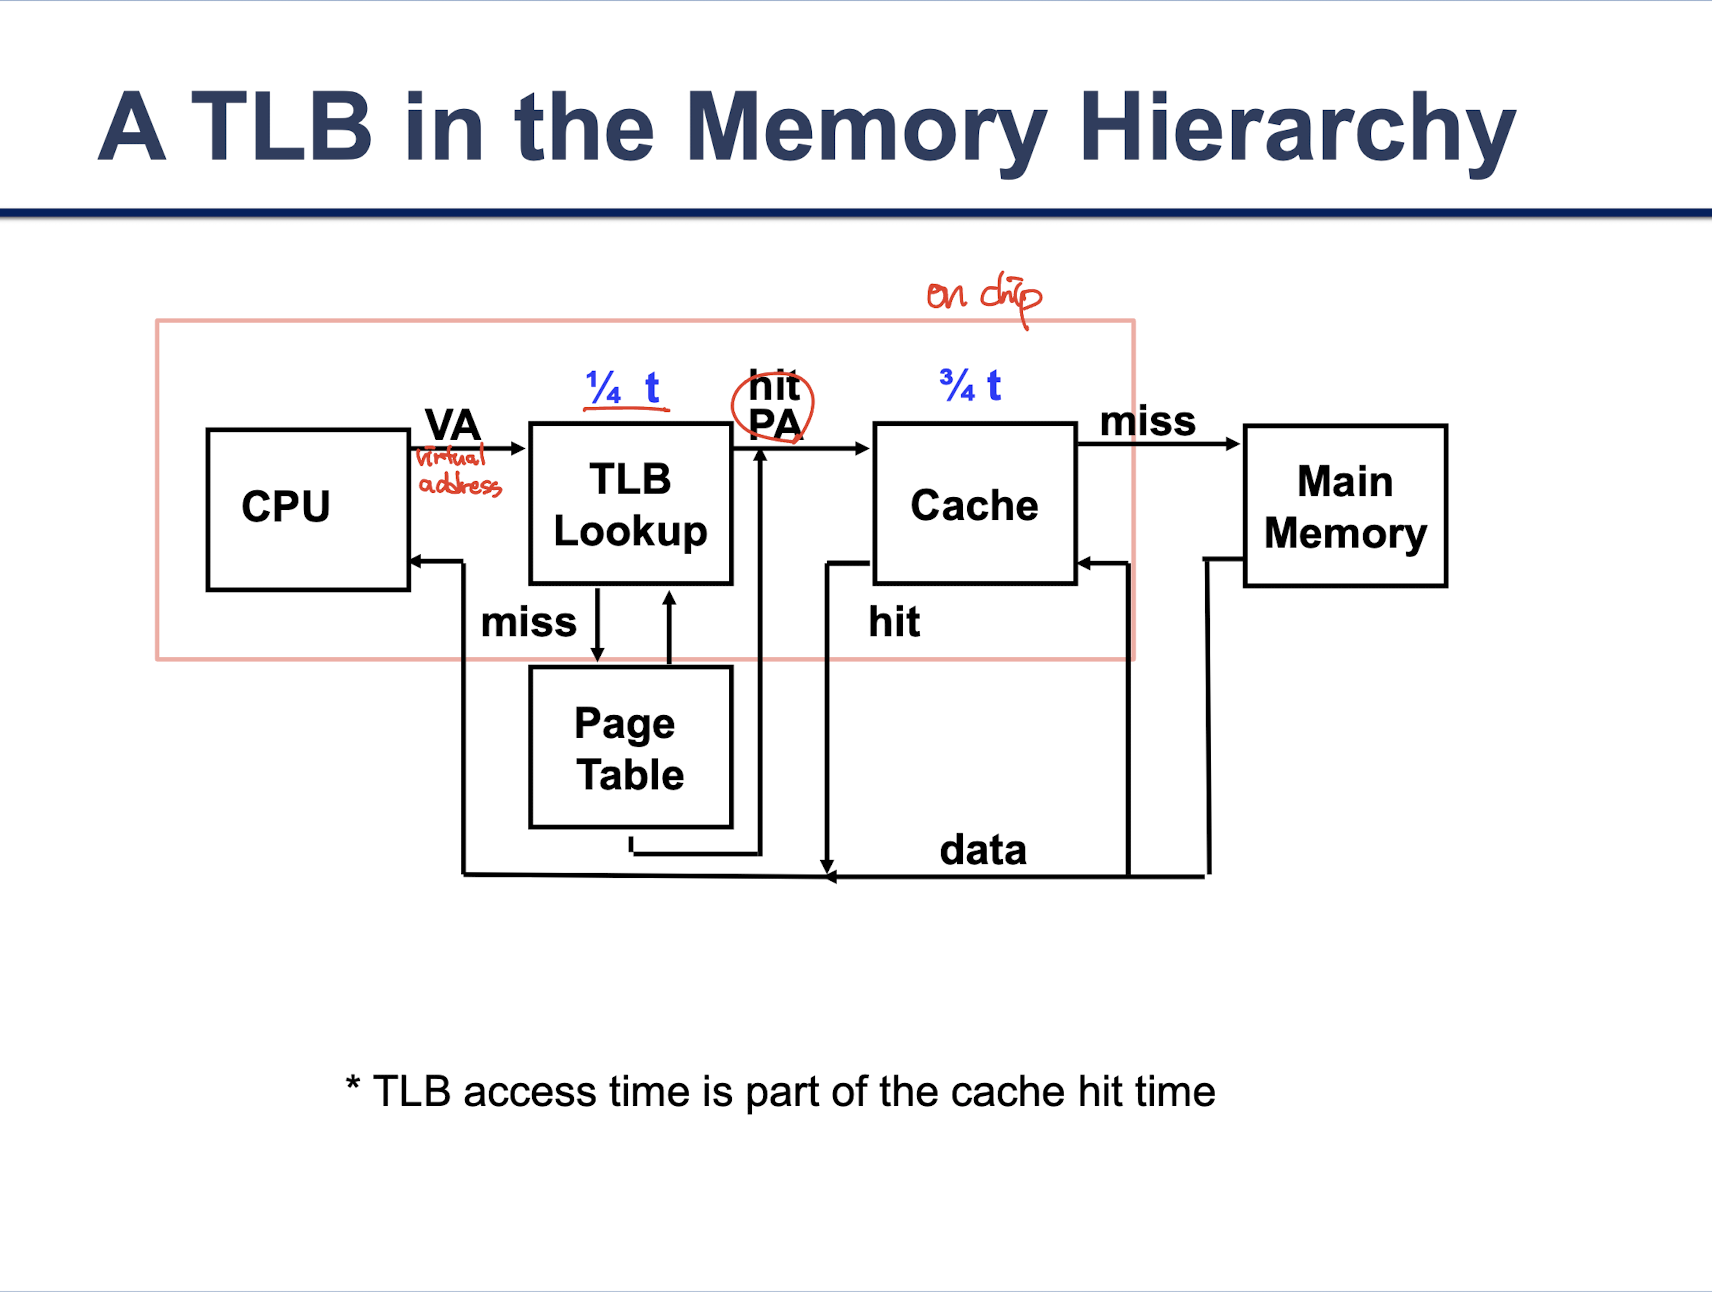 A TLB in the Memory Hierarchy
on chip
¼ t
hit
PA
¾ t
VA
virtual
address
miss
CPU
TLB
Lookup
Cache
Main
Memory
miss
hit
Page
Table
data
* TLB access time is part of the cache hit time